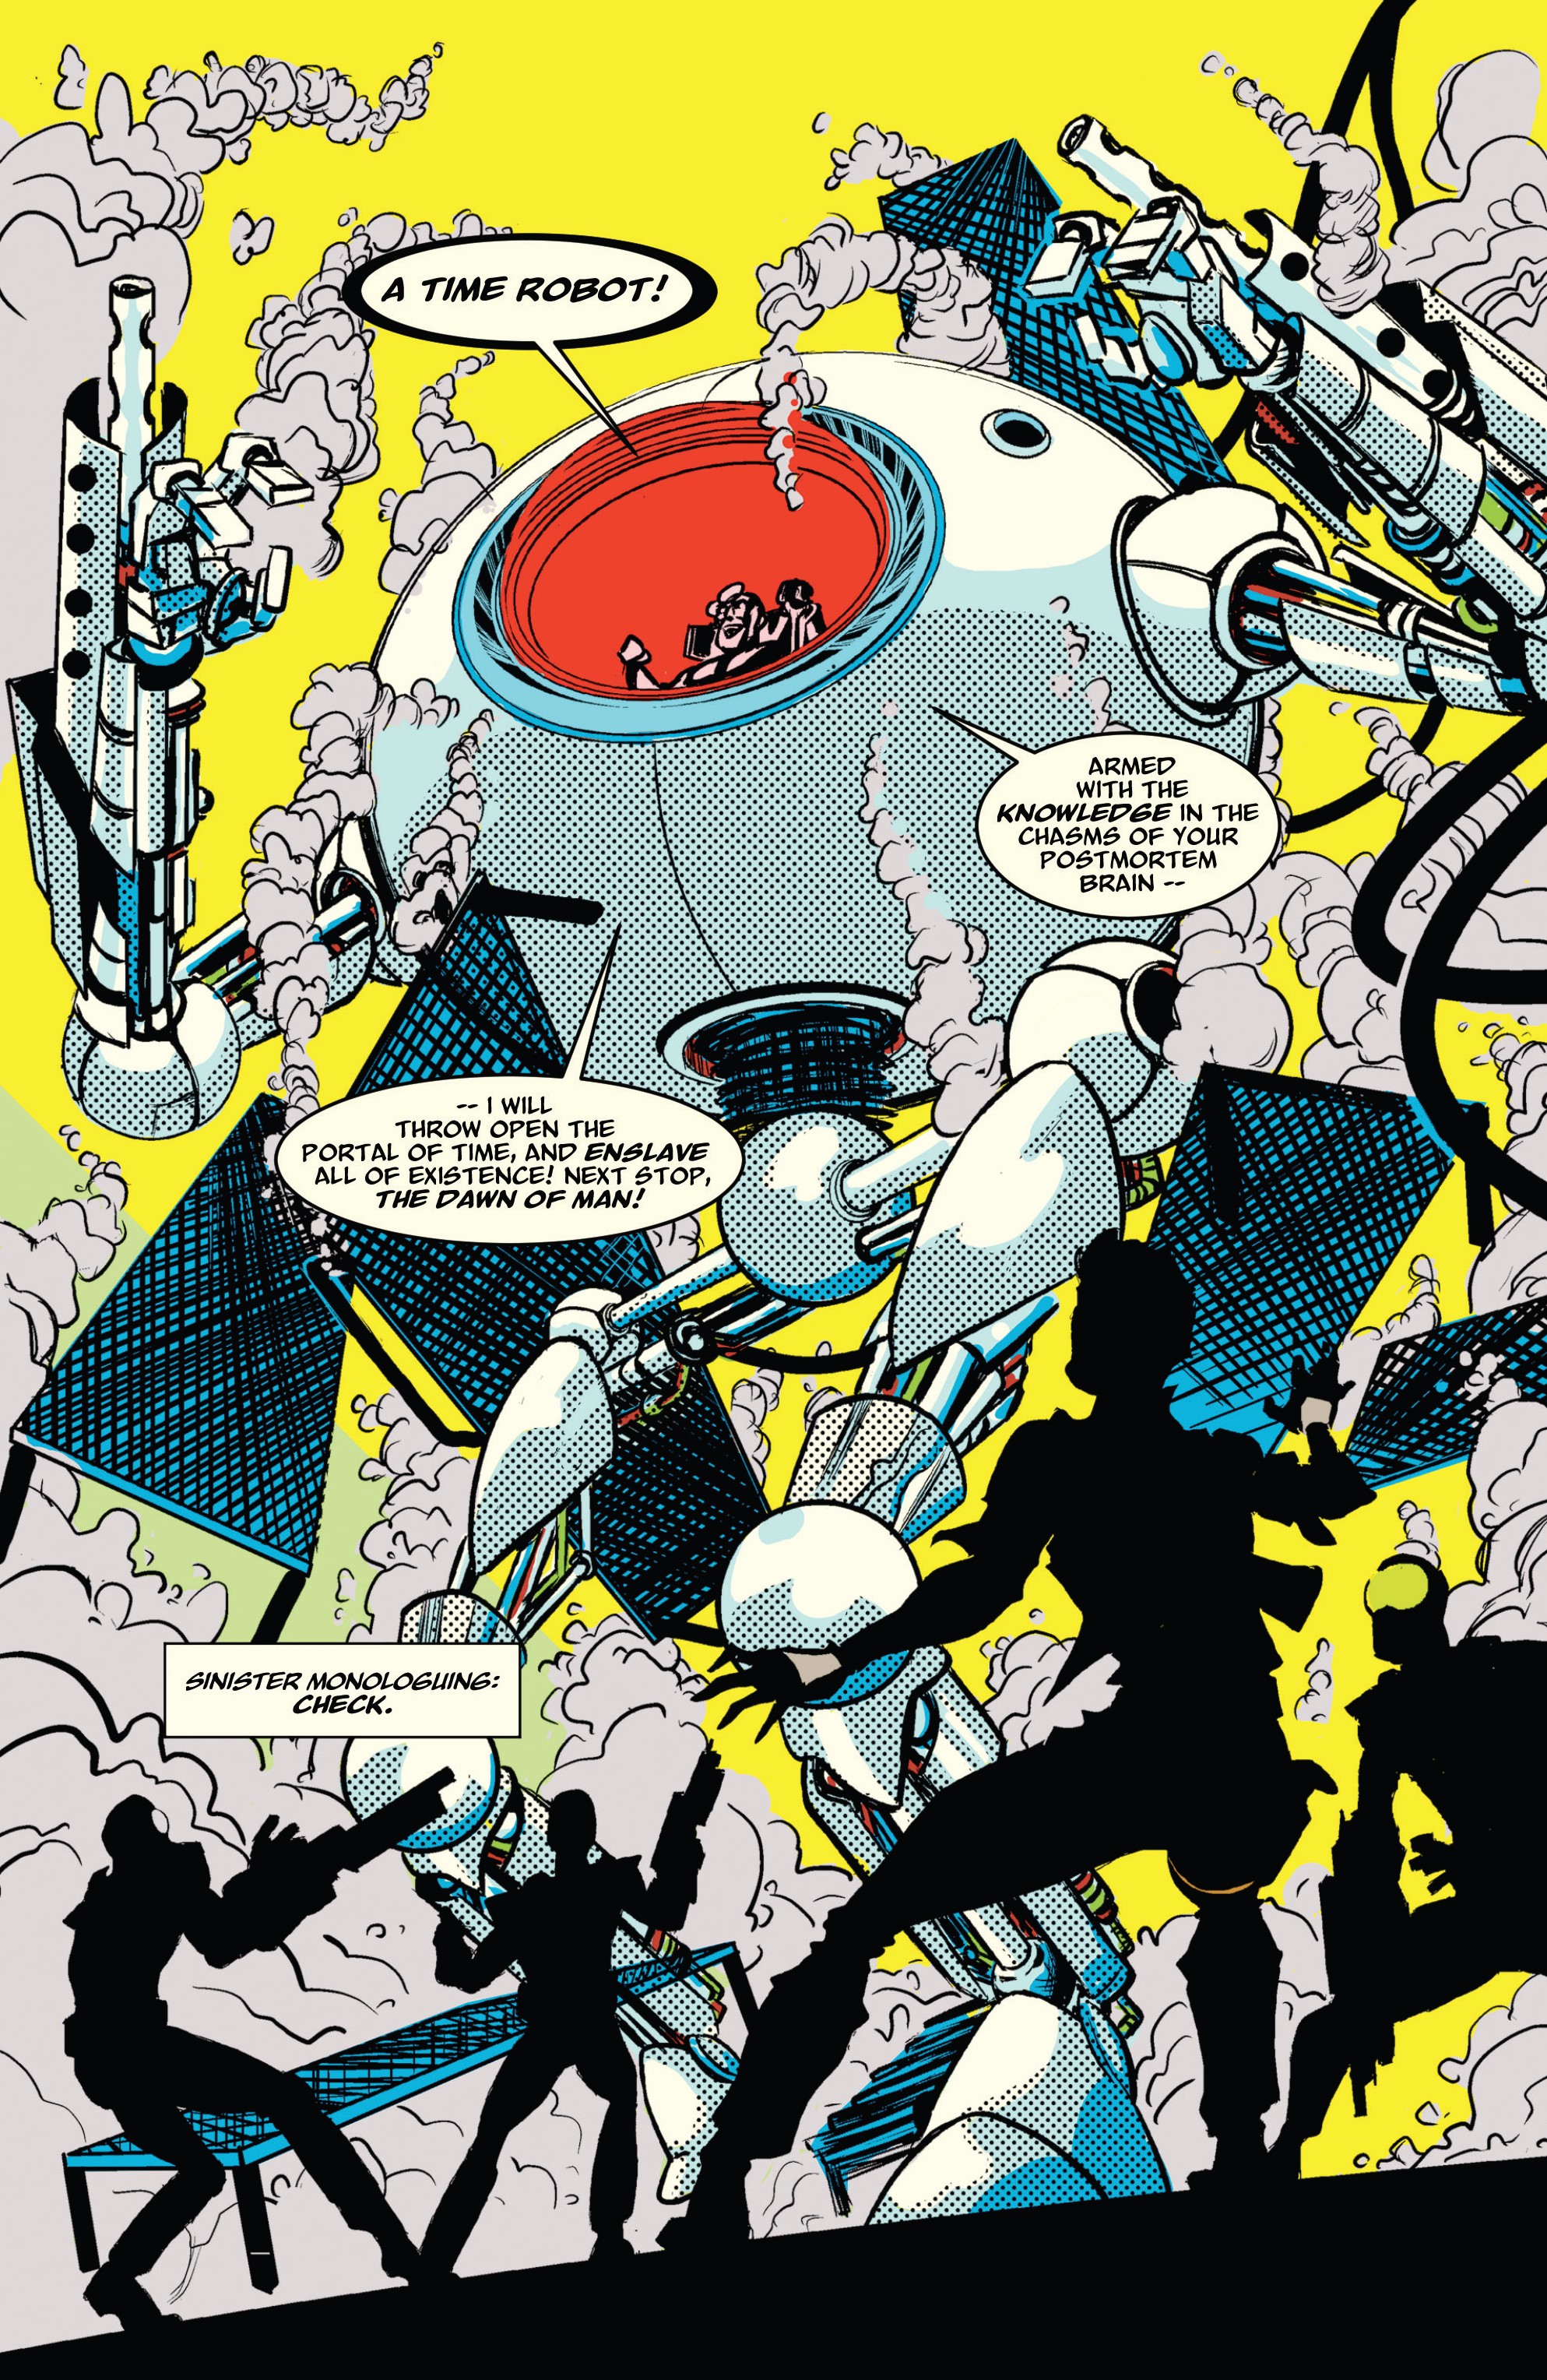 A TIME ROBOT!
ARMED
WITH THE
KNOWLEDGE IN THE
CHASMS OF YOUR
POSTMORTEM
BRAIN --
-- I WILL
THROW OPEN THE
PORTAL OF TIME, AND ENSLAVE
ALL OF EXISTENCE! NEXT STOP,
THE DAWN OF MAN!
SINISTER MONOLOGUING:
CHECK.